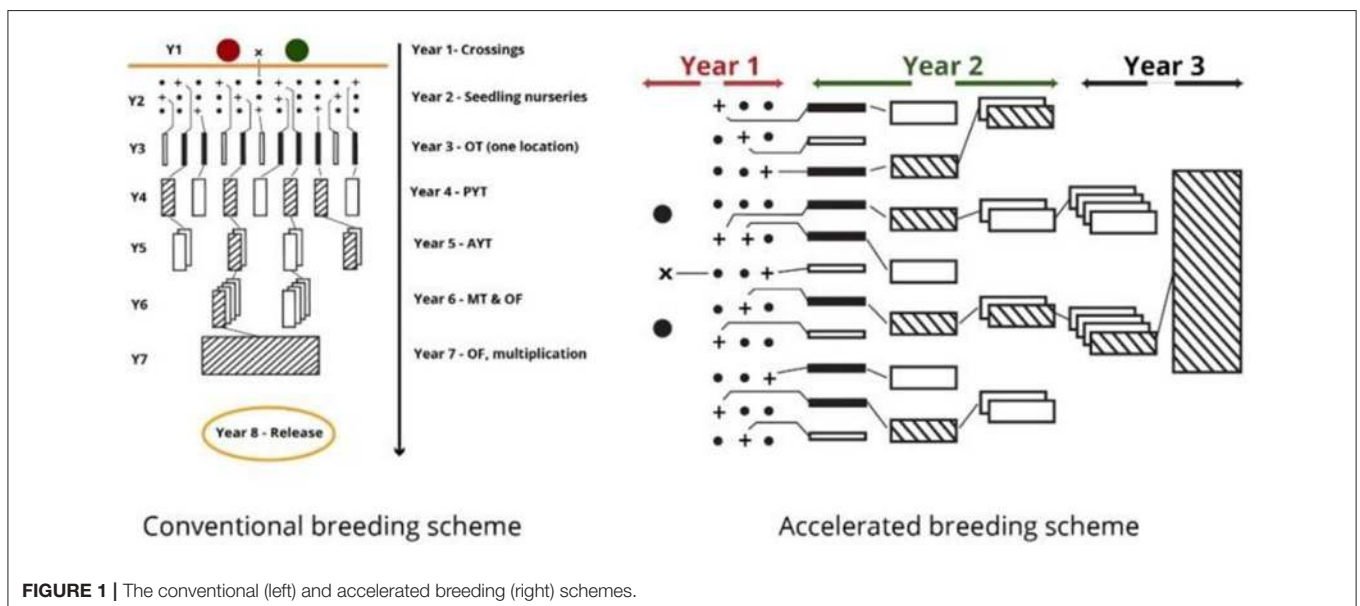 Y1
x
Year 1- Crossings
Y2
Year 2 - Seedling nurseries
Y3
Year 3 - OT (one location)
Y4
Year 4 - PYT
Y5
Year 5 - AYT
Y6
Year 6 - MT & OF
Y7
Year 7 - OF, multiplication
Year 8 - Release
Conventional breeding scheme
Year 1
Year 2
Year 3
x
Accelerated breeding scheme
FIGURE 1 | The conventional (left) and accelerated breeding (right) schemes.